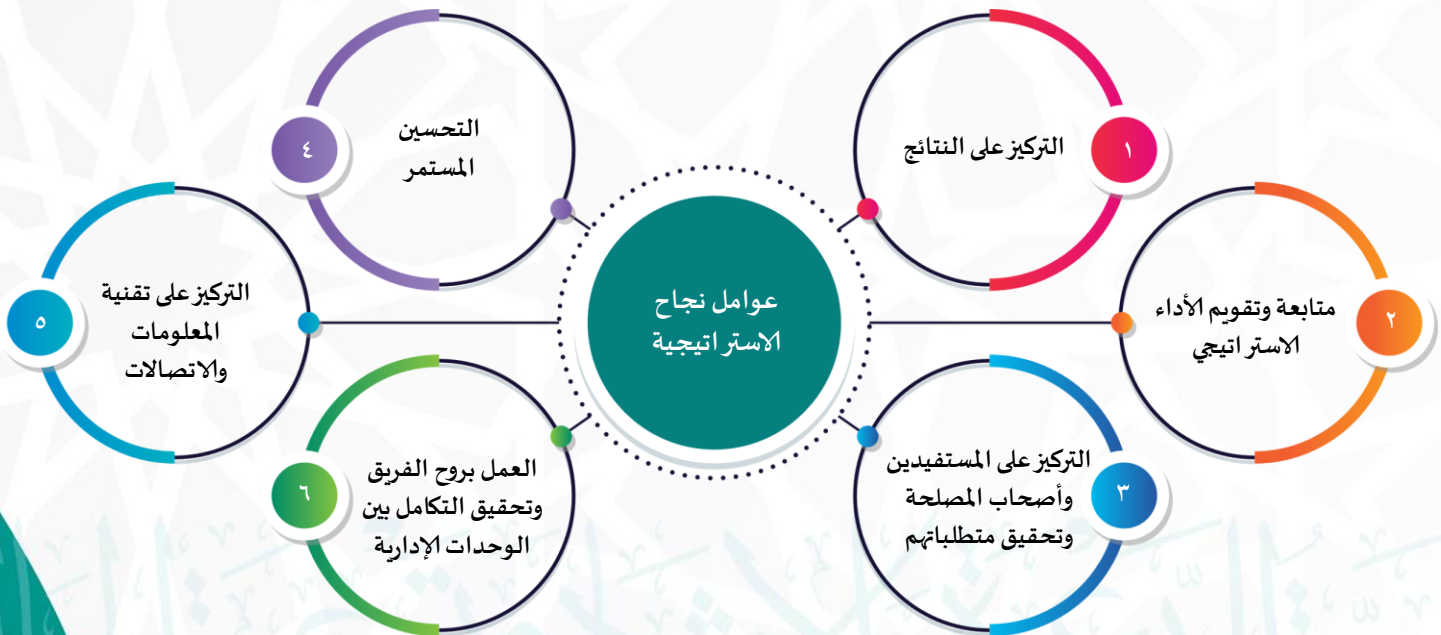 عوامل نجاح
الاستراتيجية
١
التركيز على النتائج
٢
متابعة وتقويم الأداء
الاستراتيجي
٣
التركيز على المستفيدين
وأصحاب المصلحة
وتحقيق متطلباتهم
٤
التحسين
المستمر
٥
التركيز على تقنية
المعلومات
والاتصالات
٦
العمل بروح الفريق
وتحقيق التكامل بين
الوحدات الإدارية